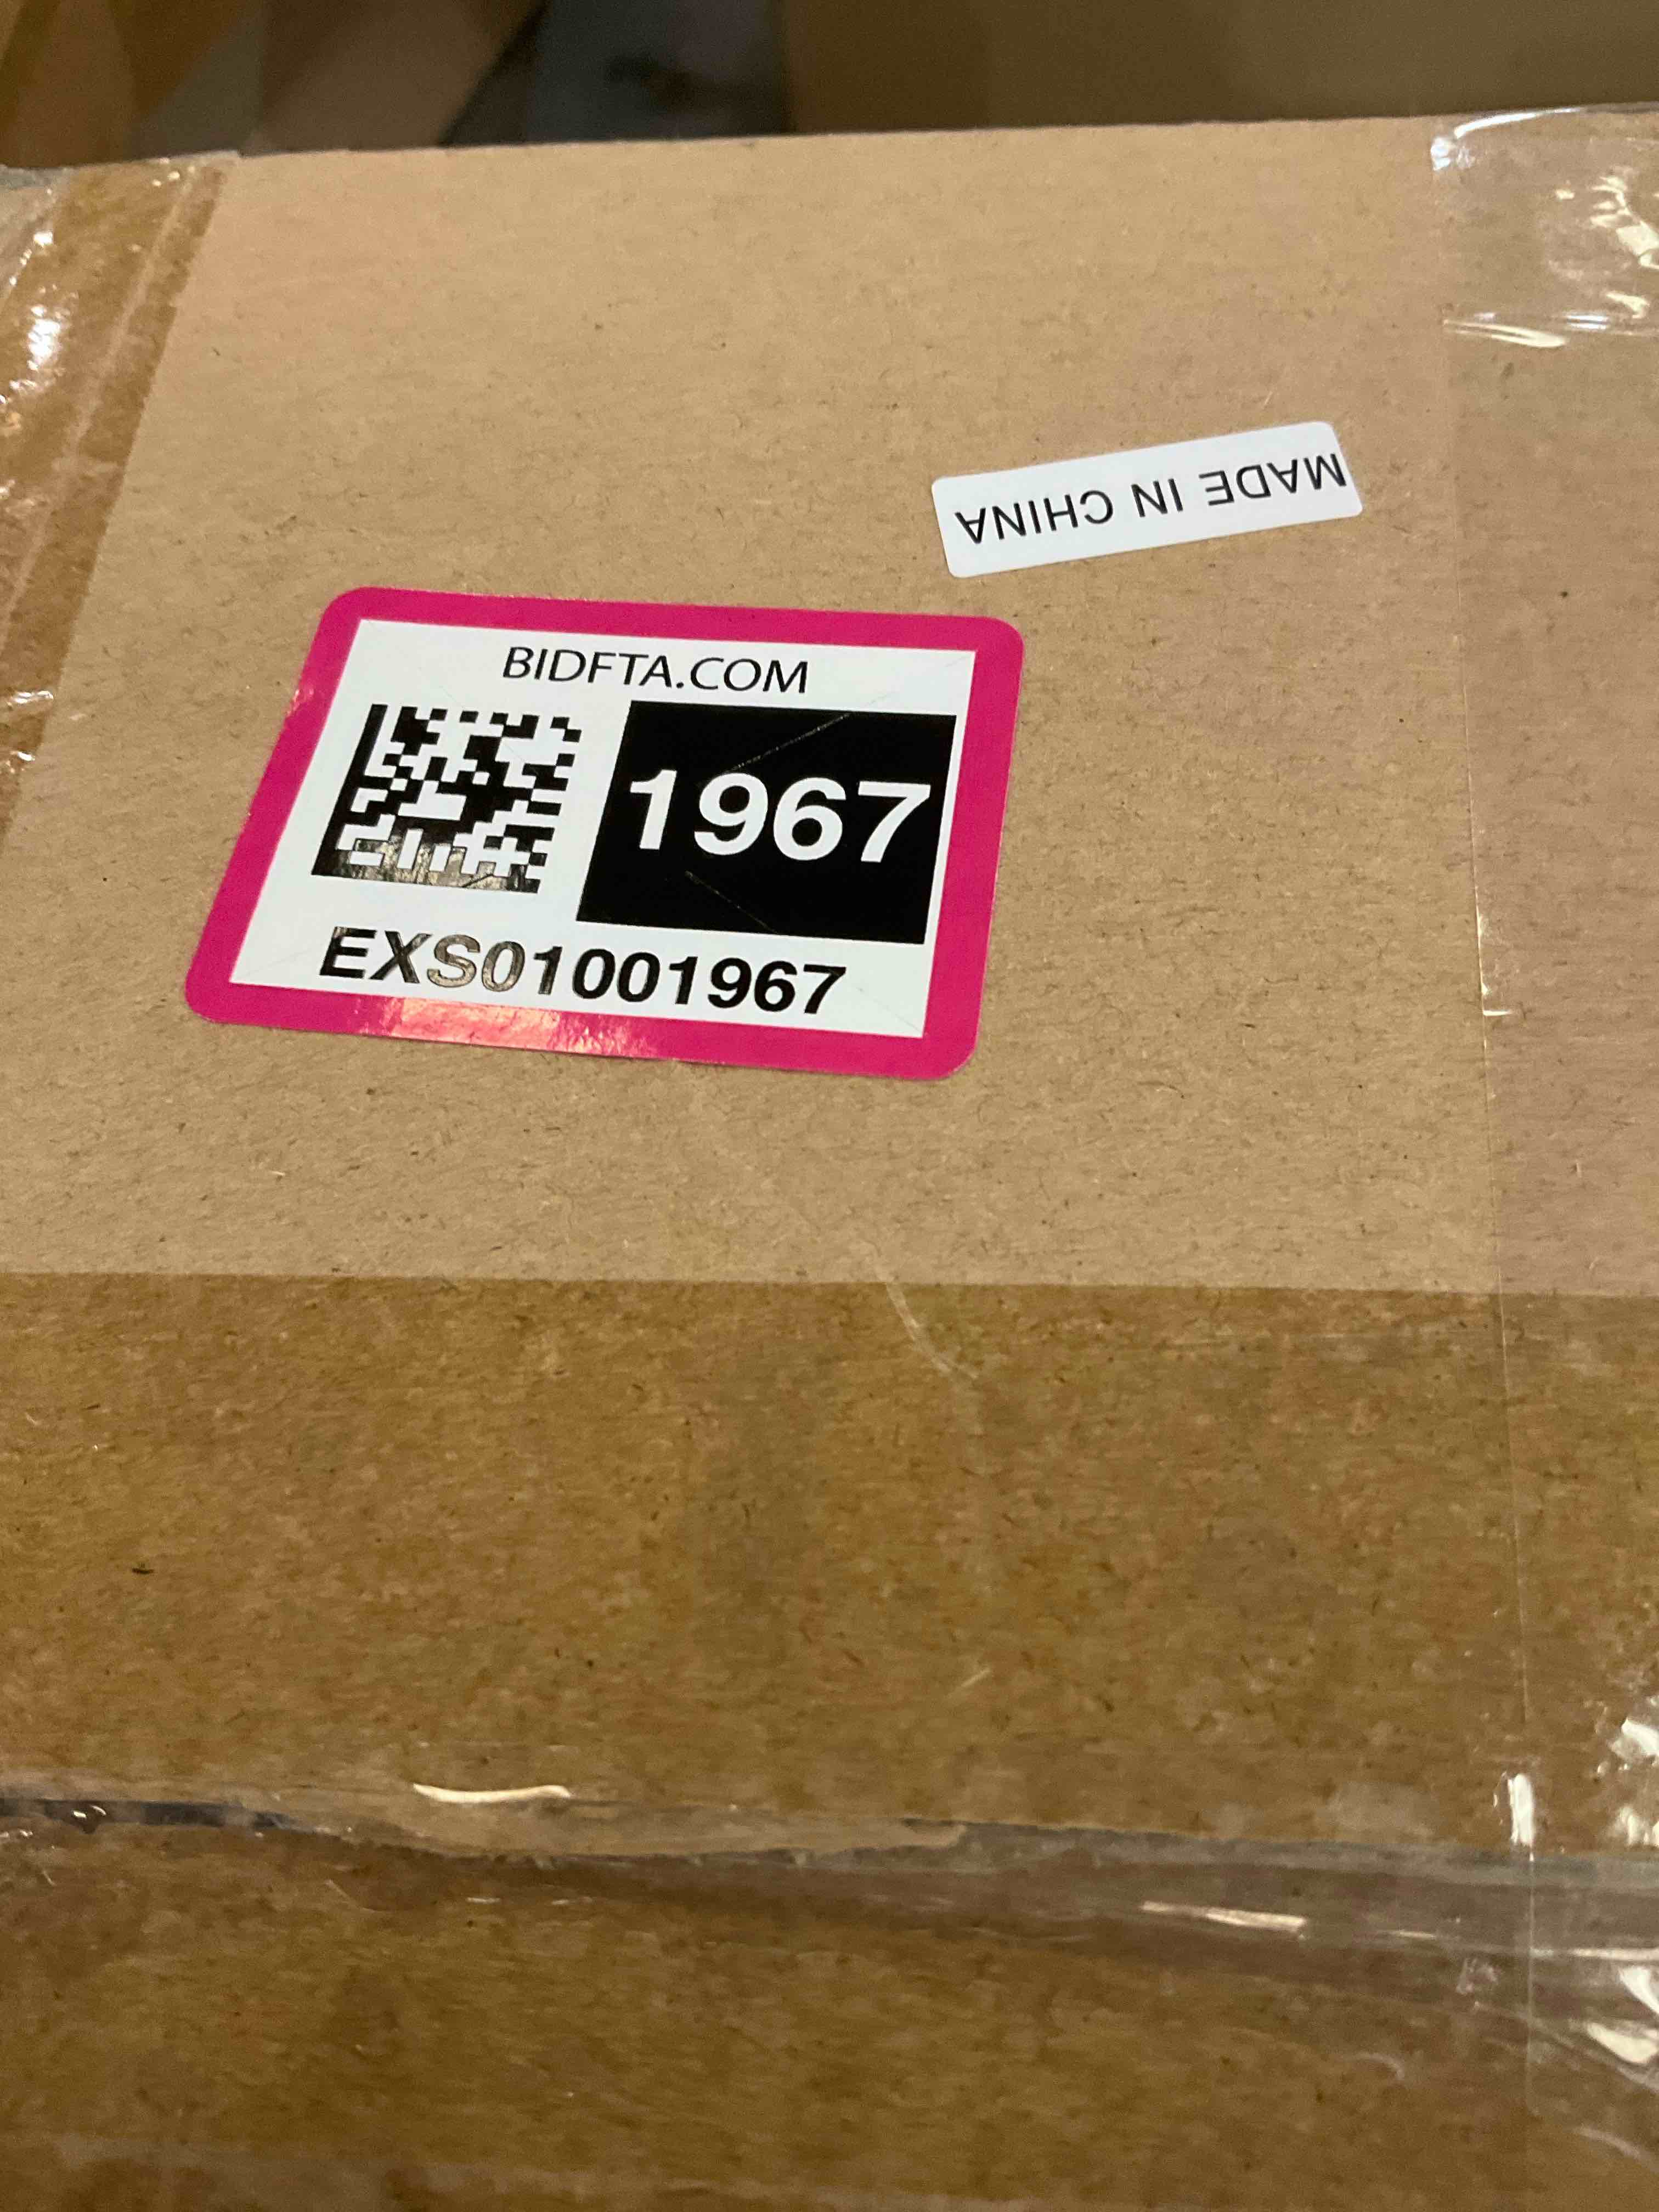 MADE IN CHINA
BIDFTA.COM
1967
EXS01001967